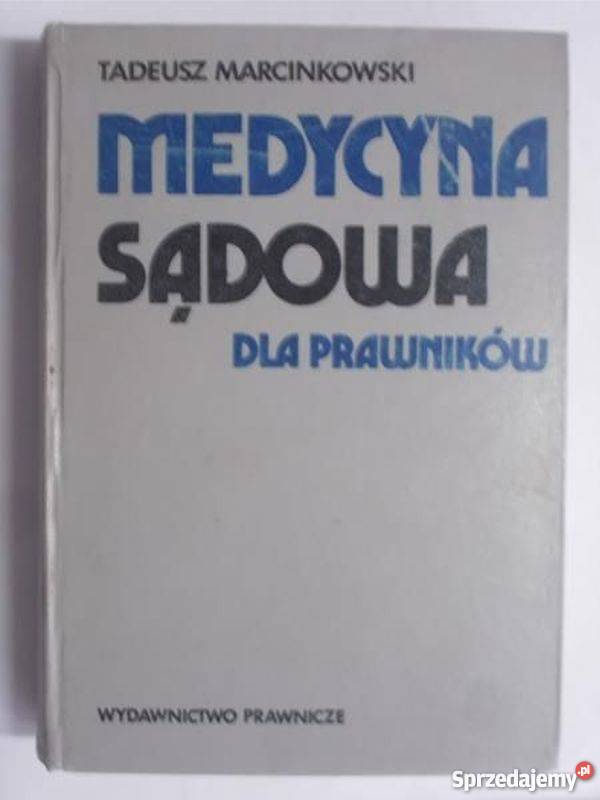 TADEUSZ MARCINKOWSKI
MEDYCYNA
SĄDOWA
DLA PRAWNIKÓW
WYDAWNICTWO PRAWNICZE
Sprzedajemy.pl